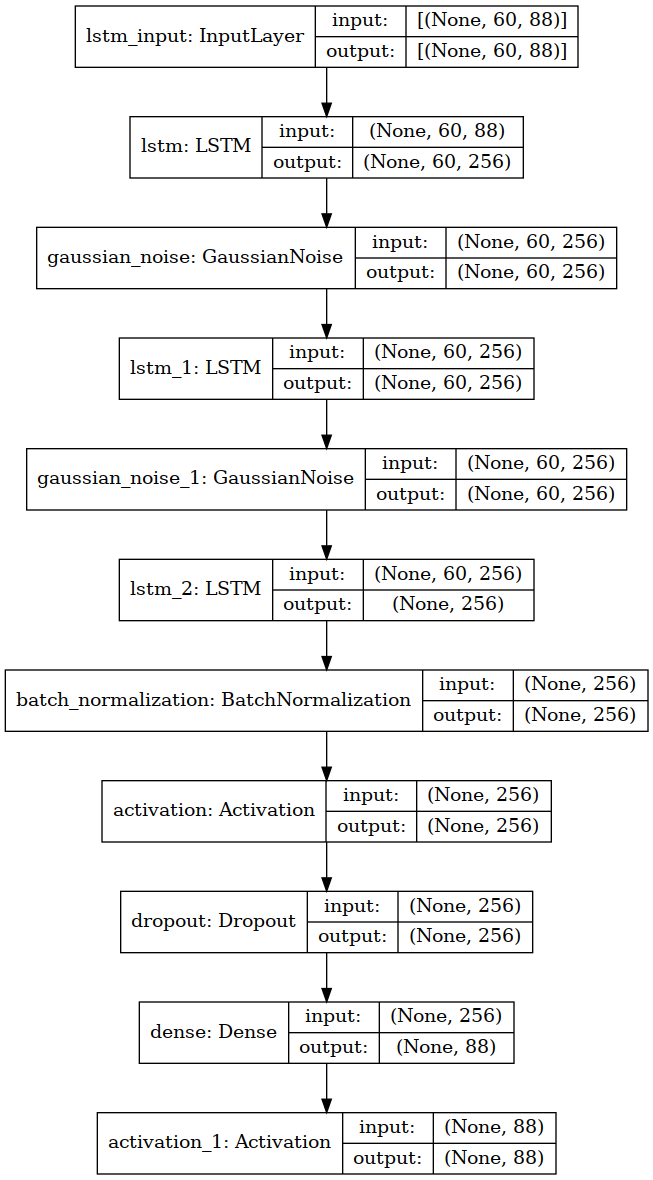 lstm_input: InputLayer
input: [(None, 60, 88)]
output: [(None, 60, 88)]
lstm: LSTM
input: (None, 60, 88)
output: (None, 60, 256)
gaussian_noise: GaussianNoise
input: (None, 60, 256)
output: (None, 60, 256)
lstm_1: LSTM
input: (None, 60, 256)
output: (None, 60, 256)
gaussian_noise_1: GaussianNoise
input: (None, 60, 256)
output: (None, 60, 256)
lstm_2: LSTM
input: (None, 60, 256)
output: (None, 256)
batch_normalization: BatchNormalization
input: (None, 256)
output: (None, 256)
activation: Activation
input: (None, 256)
output: (None, 256)
dropout: Dropout
input: (None, 256)
output: (None, 256)
dense: Dense
input: (None, 256)
output: (None, 88)
activation_1: Activation
input: (None, 88)
output: (None, 88)